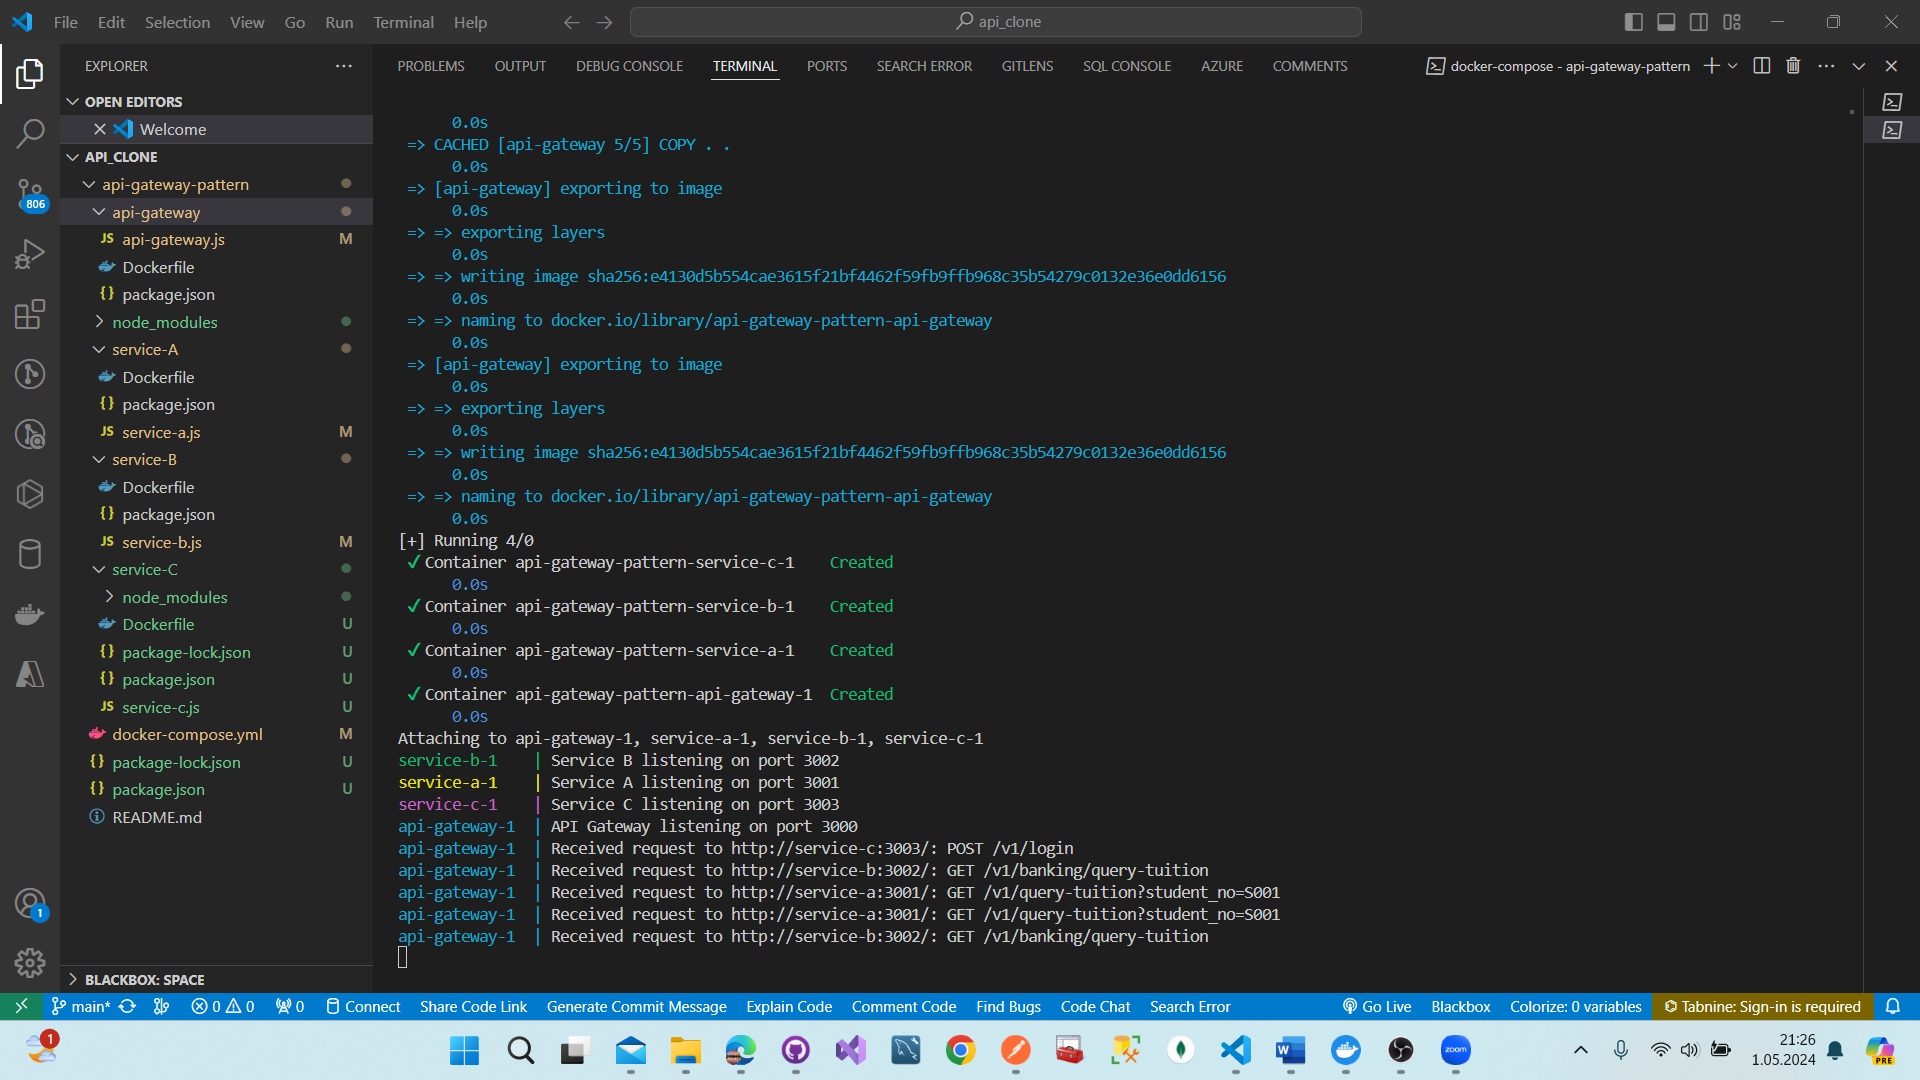 File Edit Selection View Go Run Terminal Help
api_clone
EXPLORER
OPEN EDITORS
Welcome
API_CLONE
api-gateway-pattern
api-gateway
JS api-gateway.js M
Dockerfile
{} package.json
node_modules
service-A
Dockerfile
{} package.json
JS service-a.js M
service-B
Dockerfile
{} package.json
JS service-b.js M
service-C
node_modules
Dockerfile U
{} package-lock.json U
{} package.json U
JS service-c.js U
docker-compose.yml M
{} package-lock.json U
{} package.json U
README.md
BLACKBOX: SPACE
806
1
PROBLEMS OUTPUT DEBUG CONSOLE TERMINAL PORTS SEARCH ERROR GITLENS SQL CONSOLE AZURE COMMENTS
docker-compose - api-gateway-pattern
0.0s
=> CACHED [api-gateway 5/5] COPY . .
0.0s
=> [api-gateway] exporting to image
0.0s
=> => exporting layers
0.0s
=> => writing image sha256:e4130d5b554cae3615f21bf4462f59fb9ffb968c35b54279c0132e36e0dd6156
0.0s
=> => naming to docker.io/library/api-gateway-pattern-api-gateway
0.0s
=> [api-gateway] exporting to image
0.0s
=> => exporting layers
0.0s
=> => writing image sha256:e4130d5b554cae3615f21bf4462f59fb9ffb968c35b54279c0132e36e0dd6156
0.0s
=> => naming to docker.io/library/api-gateway-pattern-api-gateway
0.0s
[+] Running 4/0
✓ Container api-gateway-pattern-service-c-1 Created
0.0s
✓ Container api-gateway-pattern-service-b-1 Created
0.0s
✓ Container api-gateway-pattern-service-a-1 Created
0.0s
✓ Container api-gateway-pattern-api-gateway-1 Created
0.0s
Attaching to api-gateway-1, service-a-1, service-b-1, service-c-1
service-b-1 | Service B listening on port 3002
service-a-1 | Service A listening on port 3001
service-c-1 | Service C listening on port 3003
api-gateway-1 | API Gateway listening on port 3000
api-gateway-1 | Received request to http://service-c:3003/: POST /v1/login
api-gateway-1 | Received request to http://service-b:3002/: GET /v1/banking/query-tuition
api-gateway-1 | Received request to http://service-a:3001/: GET /v1/query-tuition?student_no=S001
api-gateway-1 | Received request to http://service-a:3001/: GET /v1/query-tuition?student_no=S001
api-gateway-1 | Received request to http://service-b:3002/: GET /v1/banking/query-tuition
main* 0 0 0 Connect Share Code Link Generate Commit Message Explain Code Comment Code Find Bugs Code Chat Search Error Go Live Blackbox Colorize: 0 variables Tabnine: Sign-in is required
1
W
zoom
21:26
1.05.2024
PRE